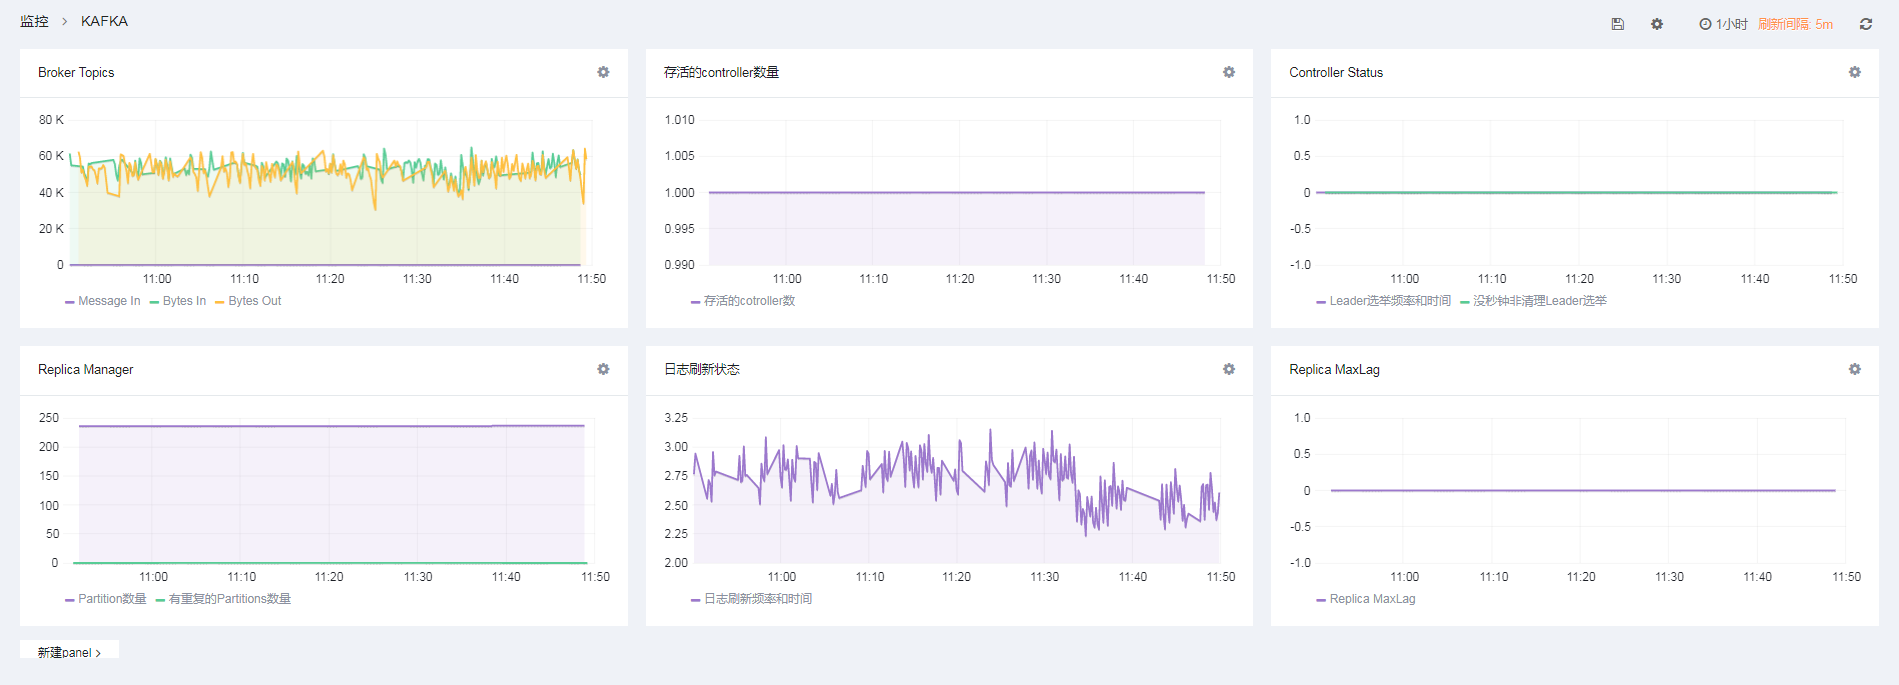 监控 > KAFKA
1小时 刷新间隔: 5m
Broker Topics
80 K
60 K
40 K
20 K
0
11:00 11:10 11:20 11:30 11:40 11:50
Message In Bytes In Bytes Out
存活的controller数量
1.010
1.005
1.000
0.995
0.990
11:00 11:10 11:20 11:30 11:40 11:50
存活的cotroller数
Controller Status
1.0
0.5
0
-0.5
-1.0
11:00 11:10 11:20 11:30 11:40 11:50
Leader选举频率和时间 没秒钟非清理Leader选举
Replica Manager
250
200
150
100
50
0
11:00 11:10 11:20 11:30 11:40 11:50
Partition数量 有重复的Partitions数量
日志刷新状态
3.25
3.00
2.75
2.50
2.25
2.00
11:00 11:10 11:20 11:30 11:40 11:50
日志刷新频率和时间
Replica MaxLag
1.0
0.5
0
-0.5
-1.0
11:00 11:10 11:20 11:30 11:40 11:50
Replica MaxLag
新建panel >